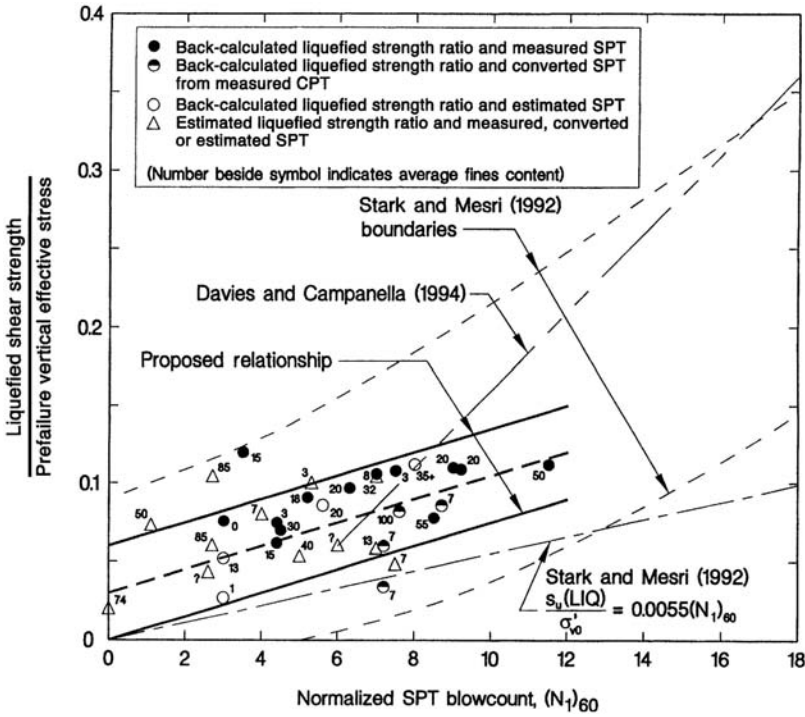 0.4
0.3
0.2
0.1
0
Liquefied shear strength
Prefailure vertical effective stress
Back-calculated liquefied strength ratio and measured SPT
Back-calculated liquefied strength ratio and converted SPT
from measured CPT
Back-calculated liquefied strength ratio and estimated SPT
Estimated liquefied strength ratio and measured, converted
or estimated SPT
(Number beside symbol indicates average fines content)
Stark and Mesri (1992)
boundaries
Davies and Campanella (1994)
Proposed relationship
15
85
3
8
20
20
35+
3
32
20
50
18
50
7
0
3
30
15
7
100
55
85
13
?
40
?
13
7
7
7
1
74
Stark and Mesri (1992)
s_u(LIQ)
σ'_v0
= 0.0055(N₁)₆₀
0 2 4 6 8 10 12 14 16 18
Normalized SPT blowcount, (N₁)₆₀